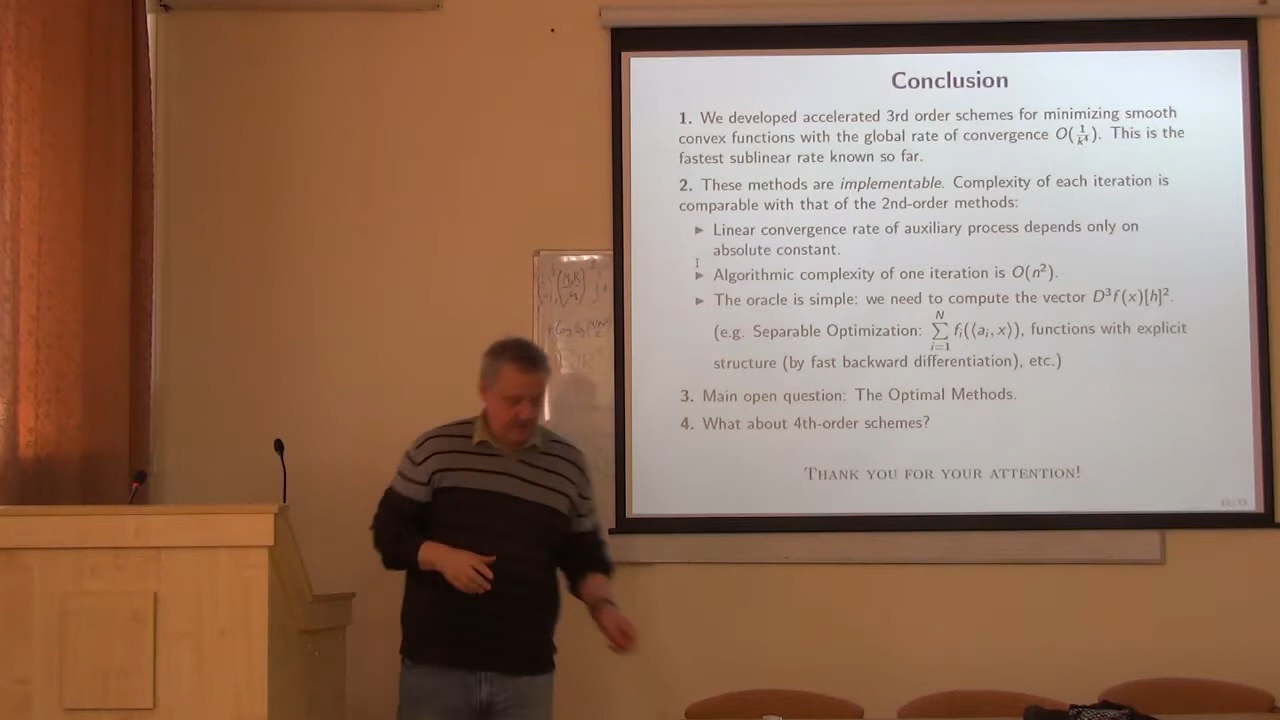 Conclusion
1. We developed accelerated 3rd order schemes for minimizing smooth
convex functions with the global rate of convergence O(1/k⁴). This is the
fastest sublinear rate known so far.
2. These methods are implementable. Complexity of each iteration is
comparable with that of the 2nd-order methods:
▶ Linear convergence rate of auxiliary process depends only on
absolute constant.
▶ Algorithmic complexity of one iteration is O(n²).
▶ The oracle is simple: we need to compute the vector D³f(x)[h]².
(e.g. Separable Optimization: ∑_{i=1}^{N} f_i(⟨a_i, x⟩), functions with explicit
structure (by fast backward differentiation), etc.)
3. Main open question: The Optimal Methods.
4. What about 4th-order schemes?
THANK YOU FOR YOUR ATTENTION!